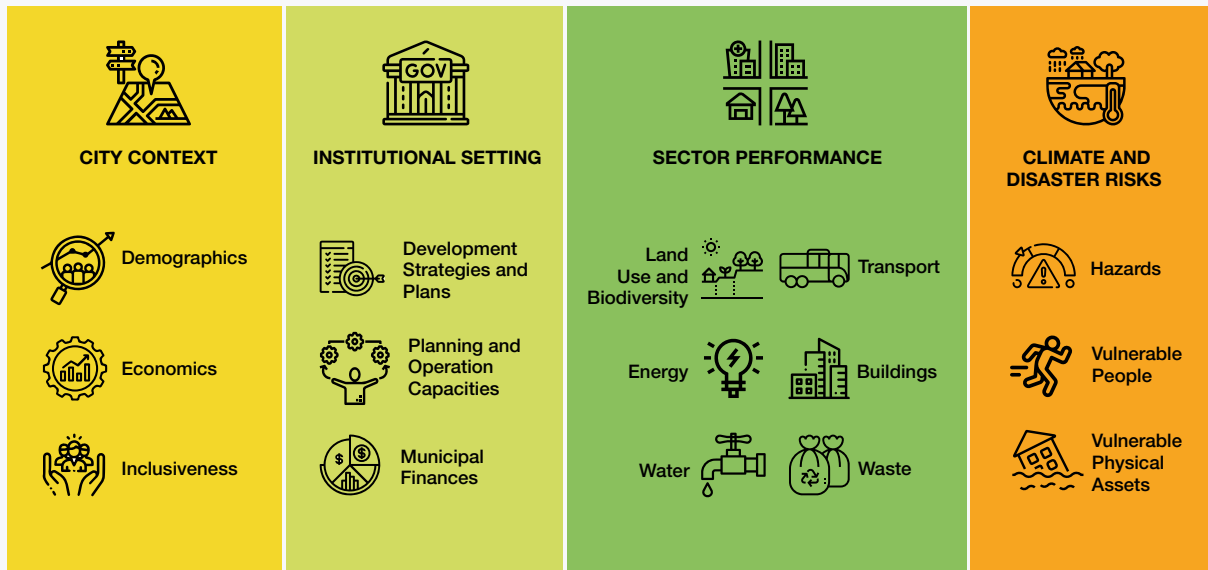 CITY CONTEXT
Demographics
Economics
Inclusiveness
GOV
INSTITUTIONAL SETTING
Development
Strategies and
Plans
Planning and
Operation
Capacities
$
$
Municipal
Finances
SECTOR PERFORMANCE
Land
Use and
Biodiversity
Transport
Energy
Buildings
Water
Waste
CLIMATE AND
DISASTER RISKS
Hazards
Vulnerable
People
Vulnerable
Physical
Assets